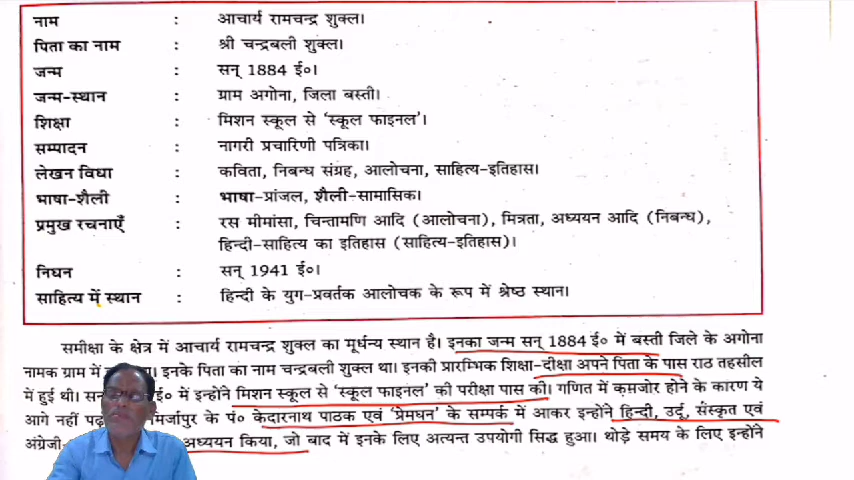 नाम : आचार्य रामचन्द्र शुक्ल।
पिता का नाम : श्री चन्द्रबली शुक्ल।
जन्म : सन् 1884 ई०।
जन्म-स्थान : ग्राम अगोना, जिला बस्ती।
शिक्षा : मिशन स्कूल से 'स्कूल फाइनल'।
सम्पादन : नागरी प्रचारिणी पत्रिका।
लेखन विधा : कविता, निबन्ध संग्रह, आलोचना, साहित्य-इतिहास।
भाषा-शैली : भाषा-प्रांजल, शैली-सामासिक।
प्रमुख रचनाएँ : रस मीमांसा, चिन्तामणि आदि (आलोचना), मित्रता, अध्ययन आदि (निबन्ध),
हिन्दी-साहित्य का इतिहास (साहित्य-इतिहास)।
निधन : सन् 1941 ई०।
साहित्य में स्थान : हिन्दी के युग-प्रवर्तक आलोचक के रूप में श्रेष्ठ स्थान।
समीक्षा के क्षेत्र में आचार्य रामचन्द्र शुक्ल का मूर्धन्य स्थान है। इनका जन्म सन् 1884 ई० में बस्ती जिले के अगोना
नामक ग्राम में इनके पिता का नाम चन्द्रबली शुक्ल था। इनकी प्रारम्भिक शिक्षा-दीक्षा अपने पिता के पास राठ तहसील
में हुई थी। सन् ई० में इन्होंने मिशन स्कूल से 'स्कूल फाइनल' की परीक्षा पास की। गणित में कमजोर होने के कारण ये
आगे नहीं मिर्जापुर के पं० केदारनाथ पाठक एवं 'प्रेमधन' के सम्पर्क में आकर इन्होंने हिन्दी, उर्दू, संस्कृत एवं
अंग्रेजी- अध्ययन किया, जो बाद में इनके लिए अत्यन्त उपयोगी सिद्ध हुआ। थोड़े समय के लिए इन्होंने